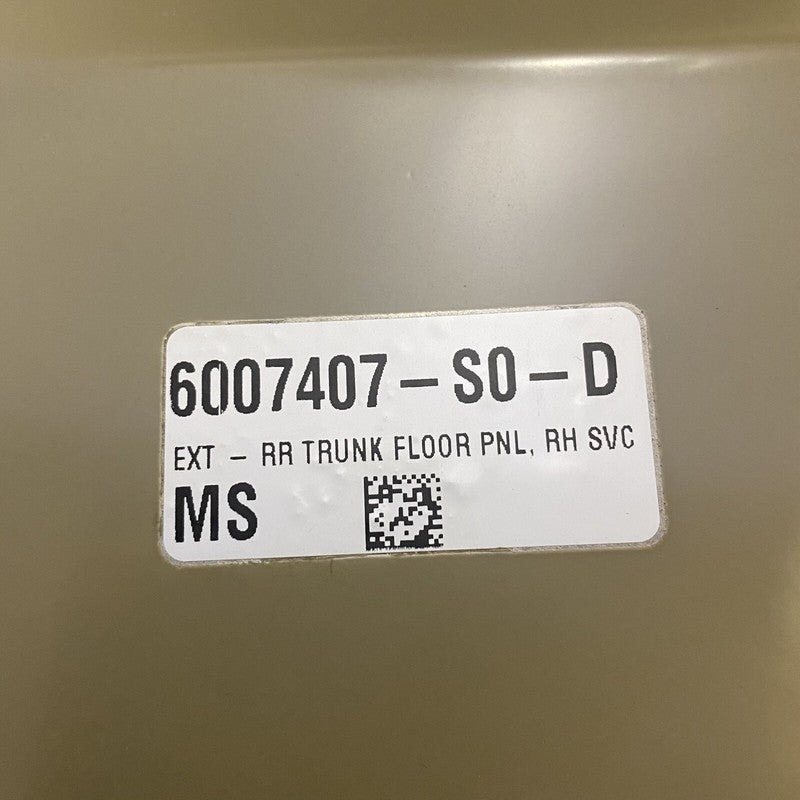 6007407-S0-D
EXT - RR TRUNK FLOOR PNL, RH SVC
MS